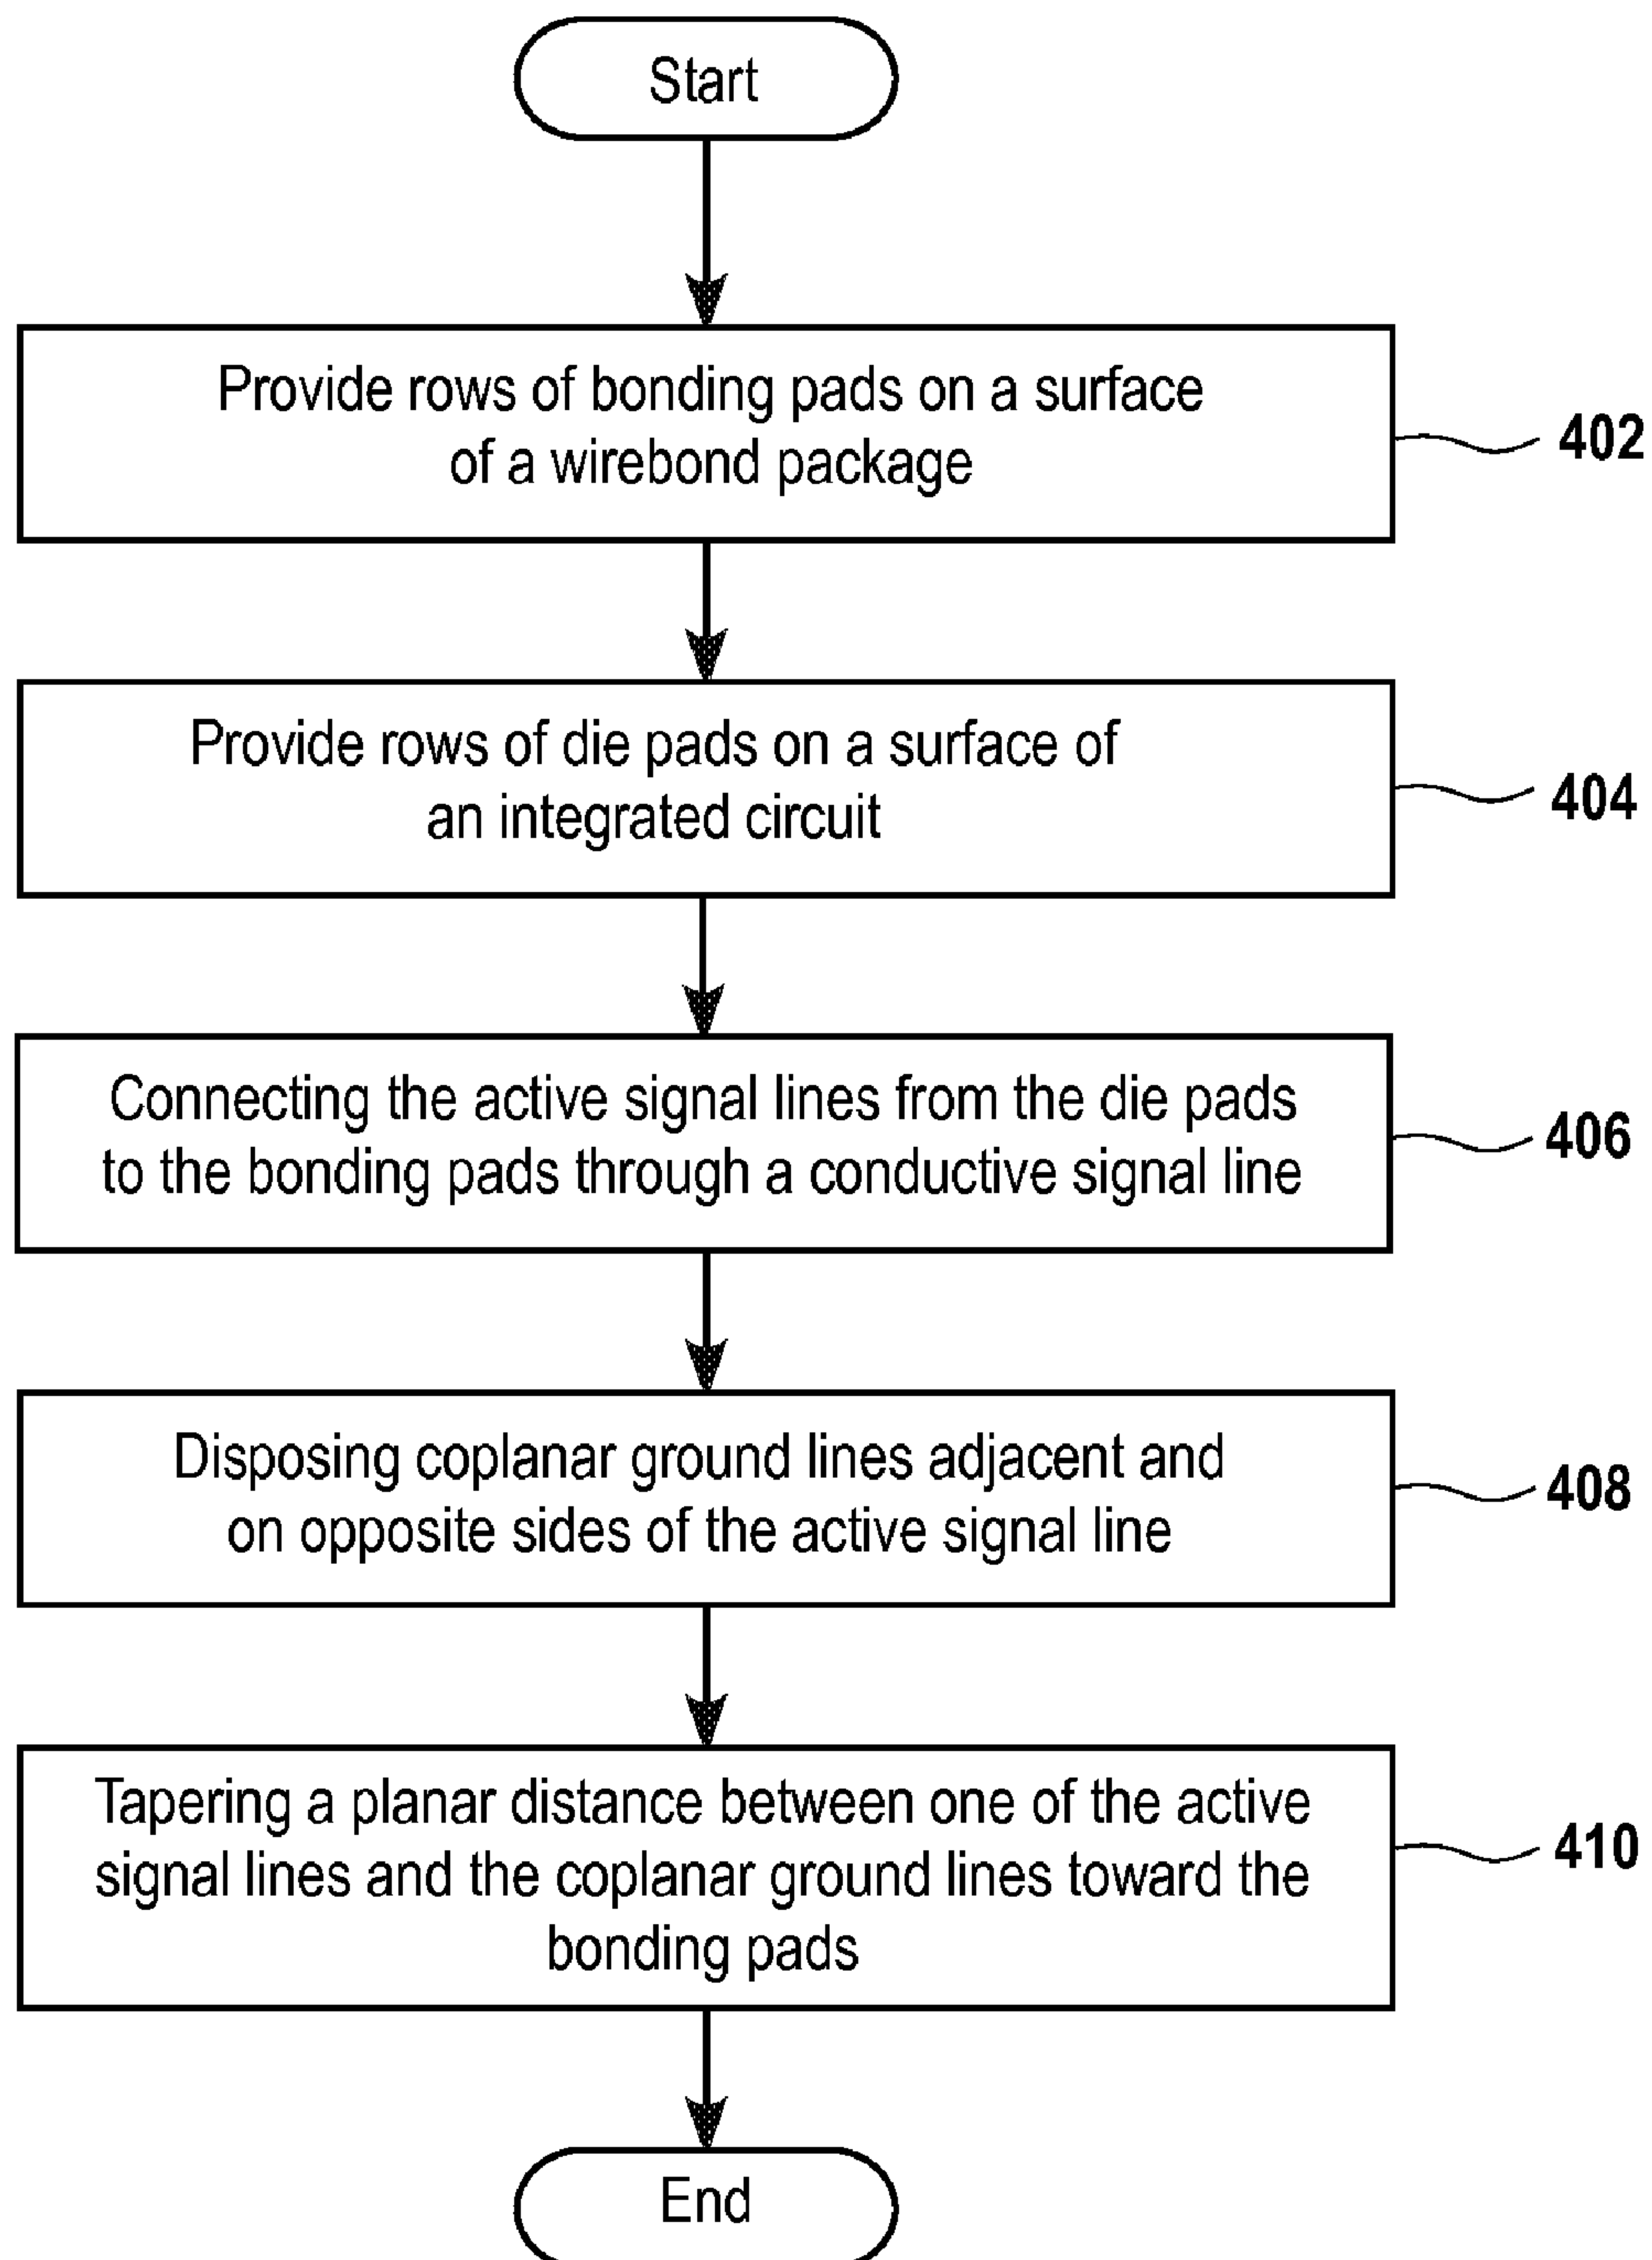 Start
Provide rows of bonding pads on a surface
of a wirebond package
402
Provide rows of die pads on a surface of
an integrated circuit
404
Connecting the active signal lines from the die pads
to the bonding pads through a conductive signal line
406
Disposing coplanar ground lines adjacent and
on opposite sides of the active signal line
408
Tapering a planar distance between one of the active
signal lines and the coplanar ground lines toward the
bonding pads
410
End